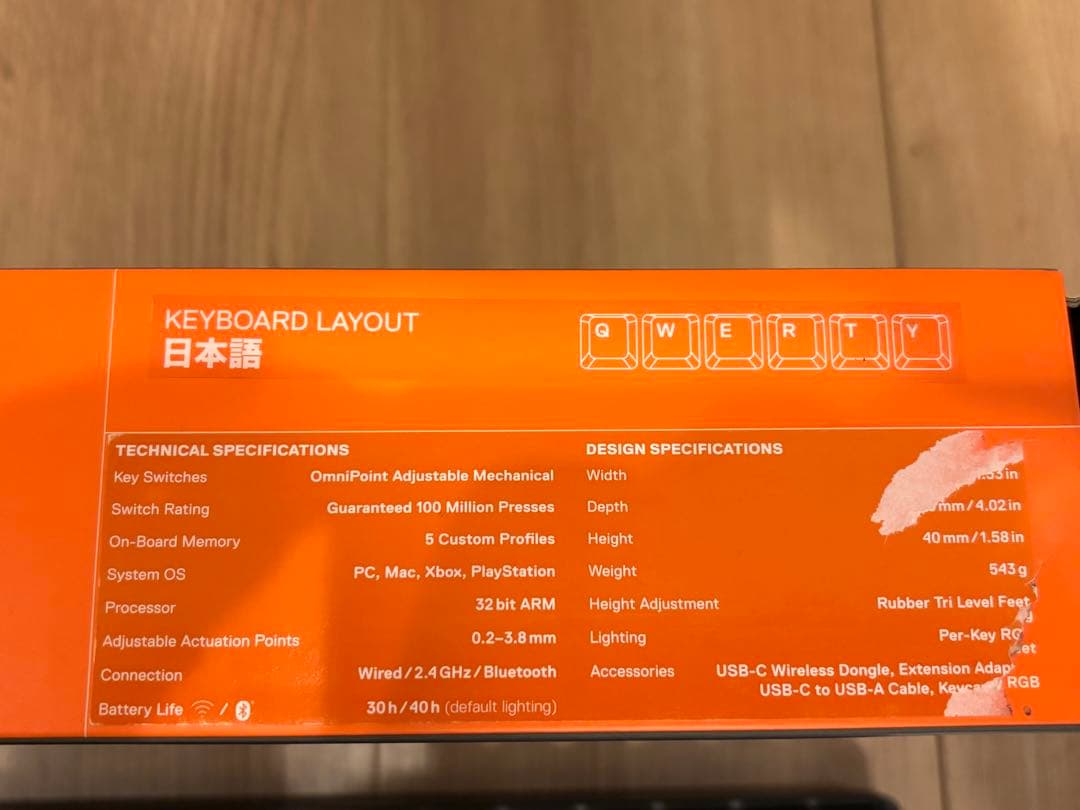 KEYBOARD LAYOUT
日本語
Q W E R T Y
TECHNICAL SPECIFICATIONS
Key Switches OmniPoint Adjustable Mechanical
Switch Rating Guaranteed 100 Million Presses
On-Board Memory 5 Custom Profiles
System OS PC, Mac, Xbox, PlayStation
Processor 32 bit ARM
Adjustable Actuation Points 0.2–3.8 mm
Connection Wired / 2.4 GHz / Bluetooth
Battery Life / 30 h / 40 h (default lighting)
DESIGN SPECIFICATIONS
Width in
Depth mm / 4.02 in
Height 40 mm / 1.58 in
Weight 543 g
Height Adjustment Rubber Tri Level Feet
Lighting Per-Key
Accessories USB-C Wireless Dongle, Extension
USB-C to USB-A Cable, RGB